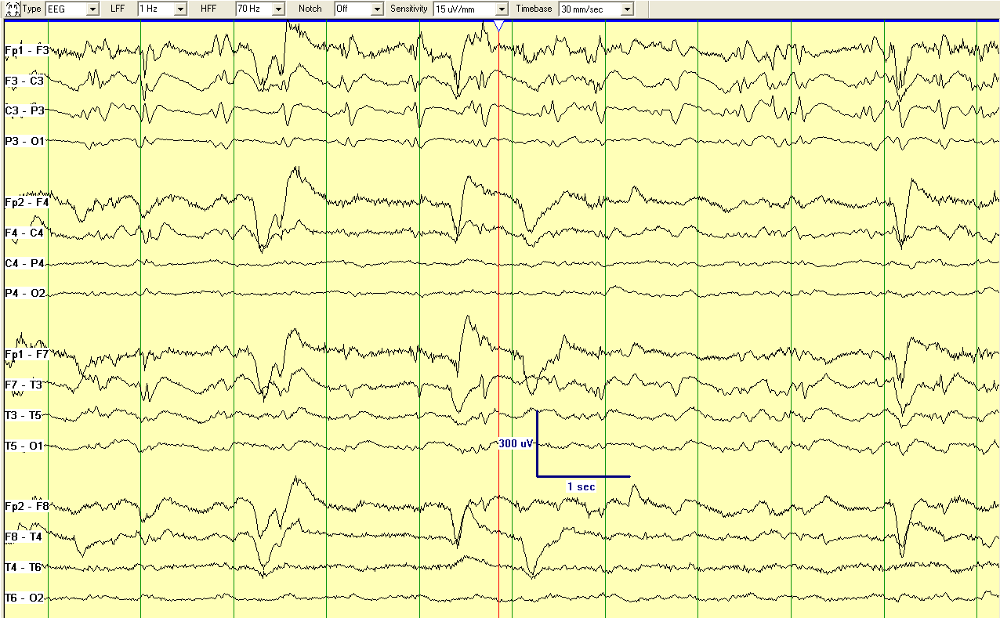 Type EEG LFF 1 Hz HFF 70 Hz Notch Off Sensitivity 15 uV/mm Timebase 30 mm/sec
Fp1 - F3
F3 - C3
C3 - P3
P3 - O1
Fp2 - F4
F4 - C4
C4 - P4
P4 - O2
Fp1 - F7
F7 - T3
T3 - T5
T5 - O1
300 uV
1 sec
Fp2 - F8
F8 - T4
T4 - T6
T6 - O2